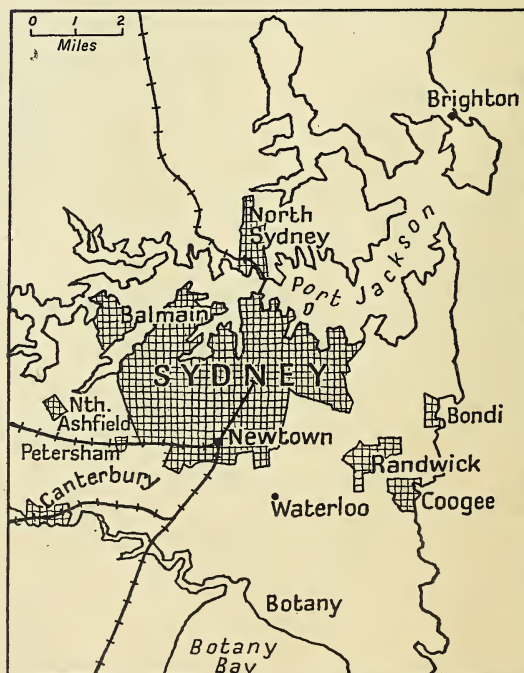 0 1 2
Miles
Brighton
North
Sydney
Port Jackson
Balmain
SYDNEY
Nth.
Ashfield
Bondi
Newtown
Petersham
Randwick
Canterbury
Coogee
Waterloo
Botany
Botany
Bay